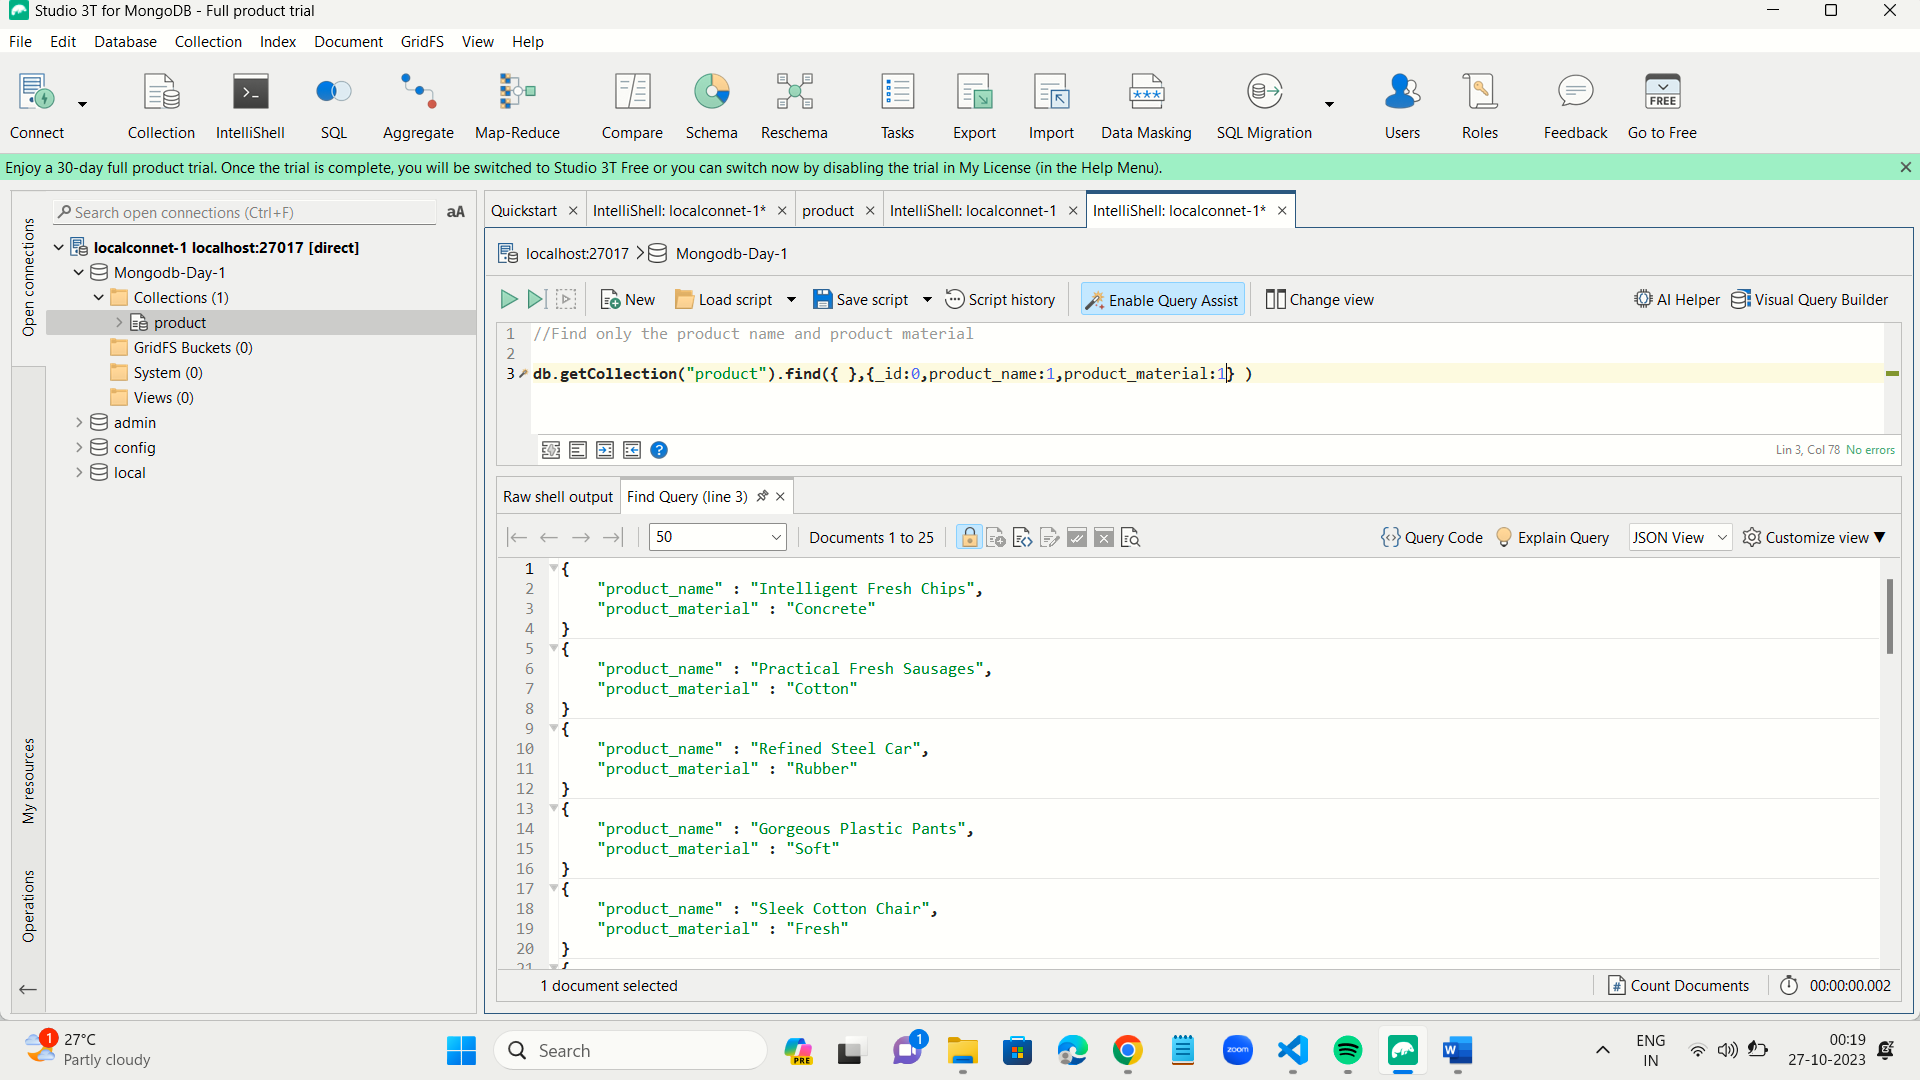 Studio 3T for MongoDB - Full product trial
File Edit Database Collection Index Document GridFS View Help
Connect Collection IntelliShell SQL Aggregate Map-Reduce Compare Schema Reschema Tasks Export Import Data Masking SQL Migration Users Roles Feedback Go to Free
Enjoy a 30-day full product trial. Once the trial is complete, you will be switched to Studio 3T Free or you can switch now by disabling the trial in My License (in the Help Menu).
Open connections
My resources
Operations
Search open connections (Ctrl+F) aA
localconnet-1 localhost:27017 [direct]
Mongodb-Day-1
Collections (1)
product
GridFS Buckets (0)
System (0)
Views (0)
admin
config
local
Quickstart IntelliShell: localconnet-1* product IntelliShell: localconnet-1 IntelliShell: localconnet-1*
localhost:27017 Mongodb-Day-1
New Load script Save script Script history Enable Query Assist Change view AI Helper Visual Query Builder
1 //Find only the product name and product material
2
3 db.getCollection("product").find({ },{_id:0,product_name:1,product_material:1} )
Lin 3, Col 78 No errors
Raw shell output Find Query (line 3)
50 Documents 1 to 25 Query Code Explain Query JSON View Customize view
1 {
2 "product_name" : "Intelligent Fresh Chips",
3 "product_material" : "Concrete"
4 }
5 {
6 "product_name" : "Practical Fresh Sausages",
7 "product_material" : "Cotton"
8 }
9 {
10 "product_name" : "Refined Steel Car",
11 "product_material" : "Rubber"
12 }
13 {
14 "product_name" : "Gorgeous Plastic Pants",
15 "product_material" : "Soft"
16 }
17 {
18 "product_name" : "Sleek Cotton Chair",
19 "product_material" : "Fresh"
20 }
21 {
1 document selected Count Documents 00:00:00.002
1 27°C
Partly cloudy
Search
PRE
1
zoom
ENG
IN
00:19
27-10-2023